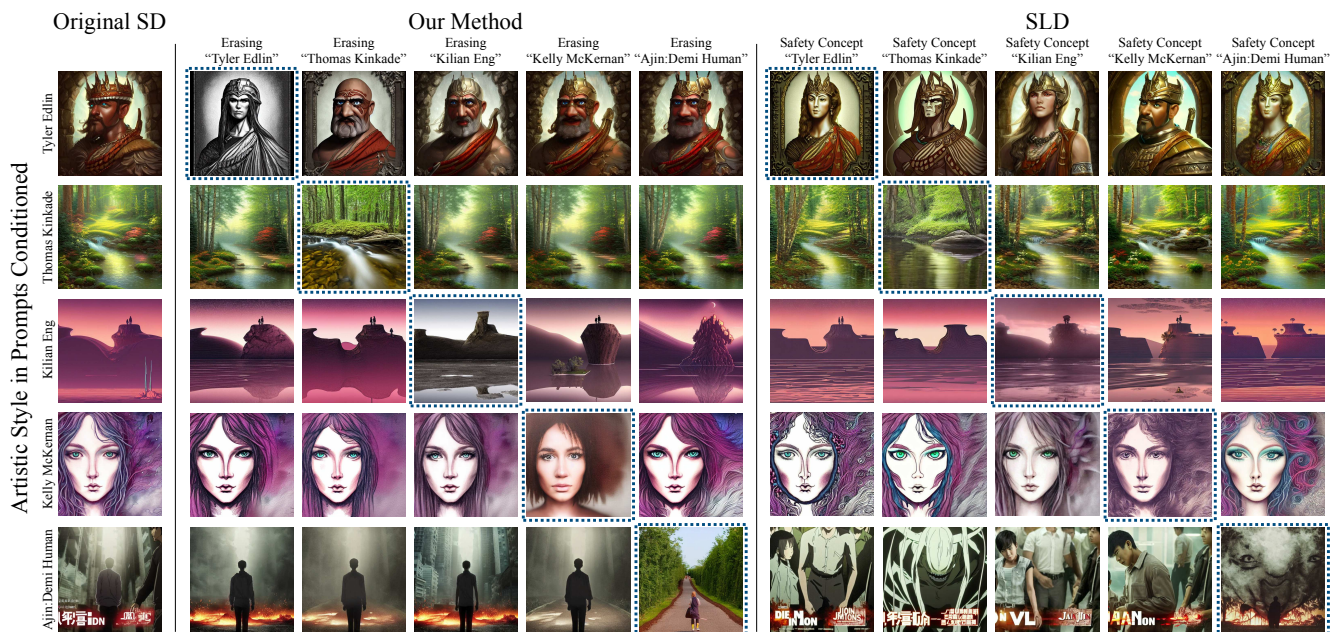 Original SD
Our Method
SLD
Erasing
“Tyler Edlin”
Erasing
“Thomas Kinkade”
Erasing
“Kilian Eng”
Erasing
“Kelly McKernan”
Erasing
“Ajin:Demi Human”
Safety Concept
“Tyler Edlin”
Safety Concept
“Thomas Kinkade”
Safety Concept
“Kilian Eng”
Safety Concept
“Kelly McKernan”
Safety Concept
“Ajin:Demi Human”
Artistic Style in Prompts Conditioned
Tyler Edlin
Thomas Kinkade
Kilian Eng
Kelly McKernan
Ajin:Demi Human
DIE
JOIN
VL